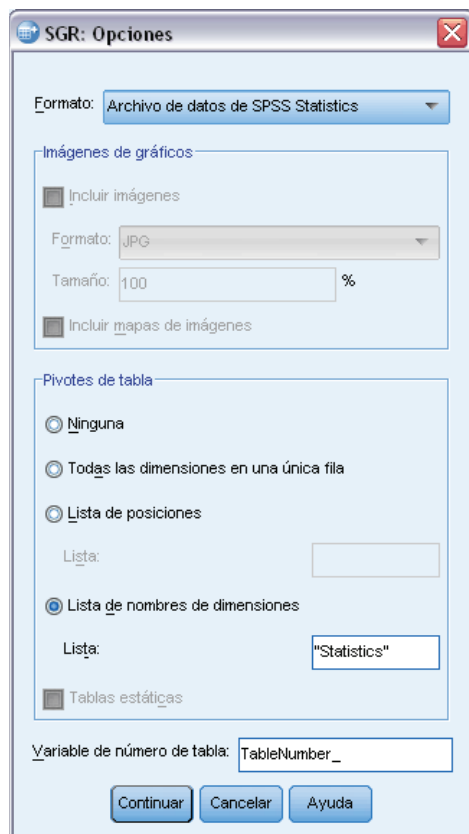 SGR: Opciones
Formato: Archivo de datos de SPSS Statistics
Imágenes de gráficos
Incluir imágenes
Formato: JPG
Tamaño: 100 %
Incluir mapas de imágenes
Pivotes de tabla
Ninguna
Todas las dimensiones en una única fila
Lista de posiciones
Lista:
Lista de nombres de dimensiones
Lista: "Statistics"
Tablas estáticas
Variable de número de tabla: TableNumber_
Continuar Cancelar Ayuda